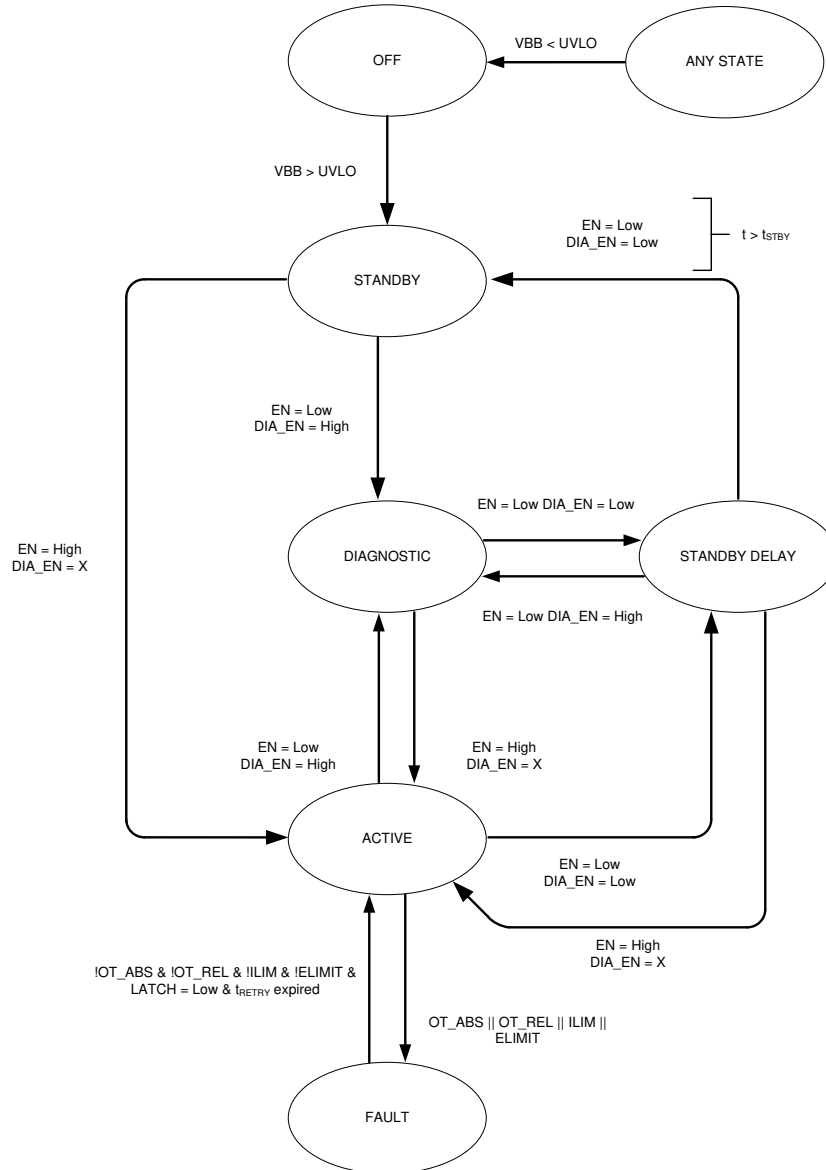 OFF
VBB < UVLO
ANY STATE
VBB > UVLO
EN = Low
DIA_EN = Low
t > tSTBY
STANDBY
EN = Low
DIA_EN = High
EN = High
DIA_EN = X
DIAGNOSTIC
EN = Low DIA_EN = Low
STANDBY DELAY
EN = Low DIA_EN = High
EN = Low
DIA_EN = High
EN = High
DIA_EN = X
ACTIVE
EN = Low
DIA_EN = Low
EN = High
DIA_EN = X
!OT_ABS & !OT_REL & !ILIM & !ELIMIT &
LATCH = Low & tRETRY expired
OT_ABS || OT_REL || ILIM ||
ELIMIT
FAULT